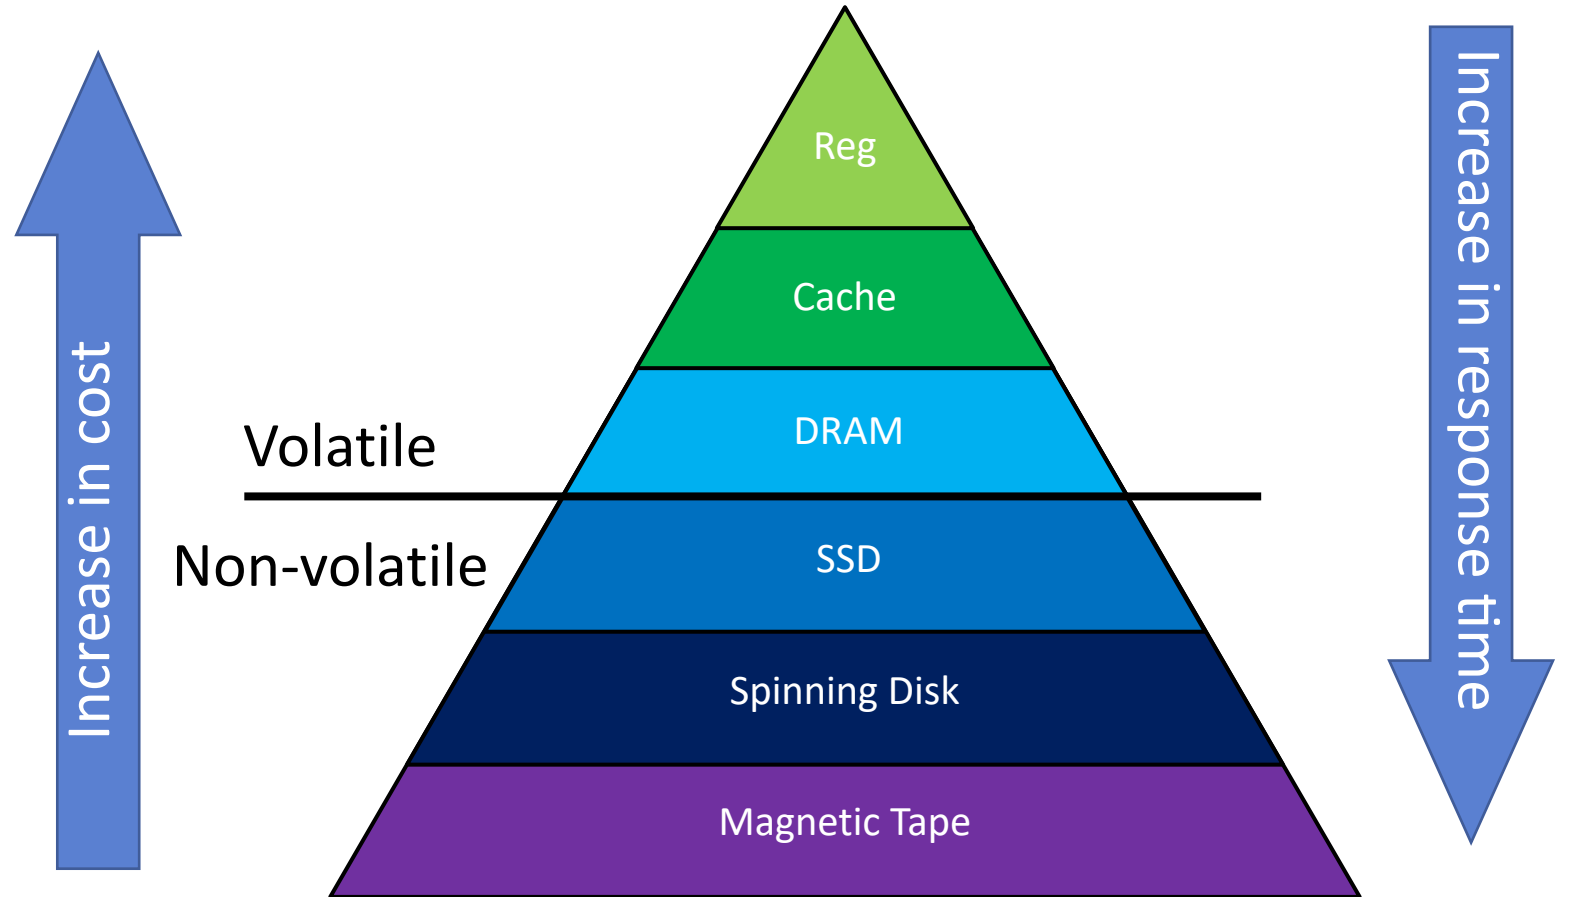 Reg
Cache
DRAM
Volatile
Non-volatile
SSD
Spinning Disk
Magnetic Tape
Increase in cost
Increase in response time